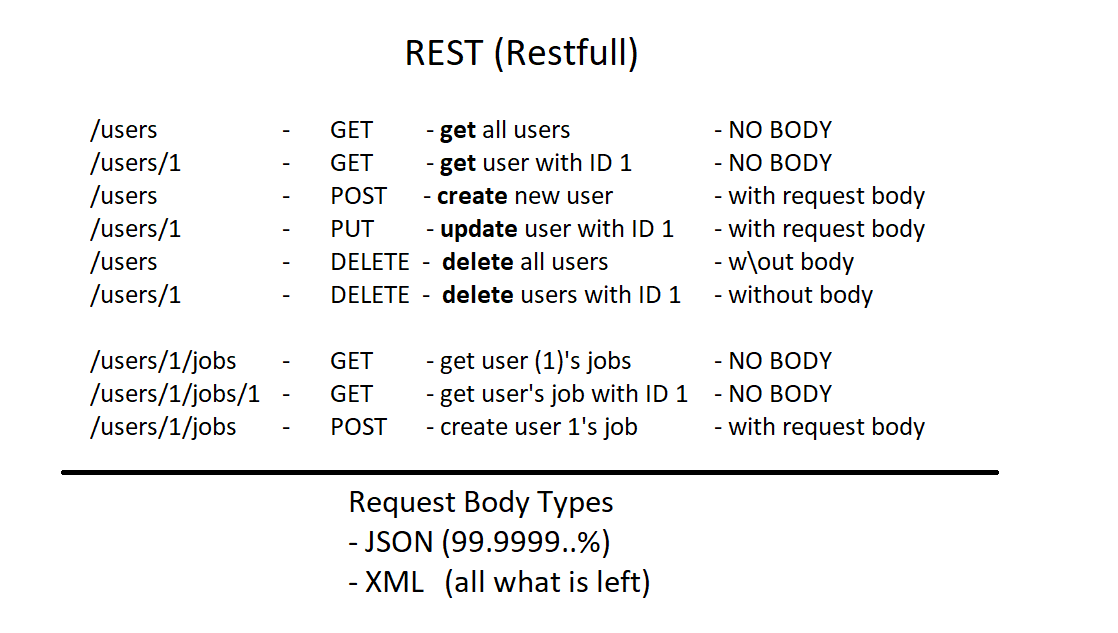 REST (Restfull)
/users - GET - get all users - NO BODY
/users/1 - GET - get user with ID 1 - NO BODY
/users - POST - create new user - with request body
/users/1 - PUT - update user with ID 1 - with request body
/users - DELETE - delete all users - w\out body
/users/1 - DELETE - delete users with ID 1 - without body
/users/1/jobs - GET - get user (1)'s jobs - NO BODY
/users/1/jobs/1 - GET - get user's job with ID 1 - NO BODY
/users/1/jobs - POST - create user 1's job - with request body
Request Body Types
- JSON (99.9999..%)
- XML (all what is left)